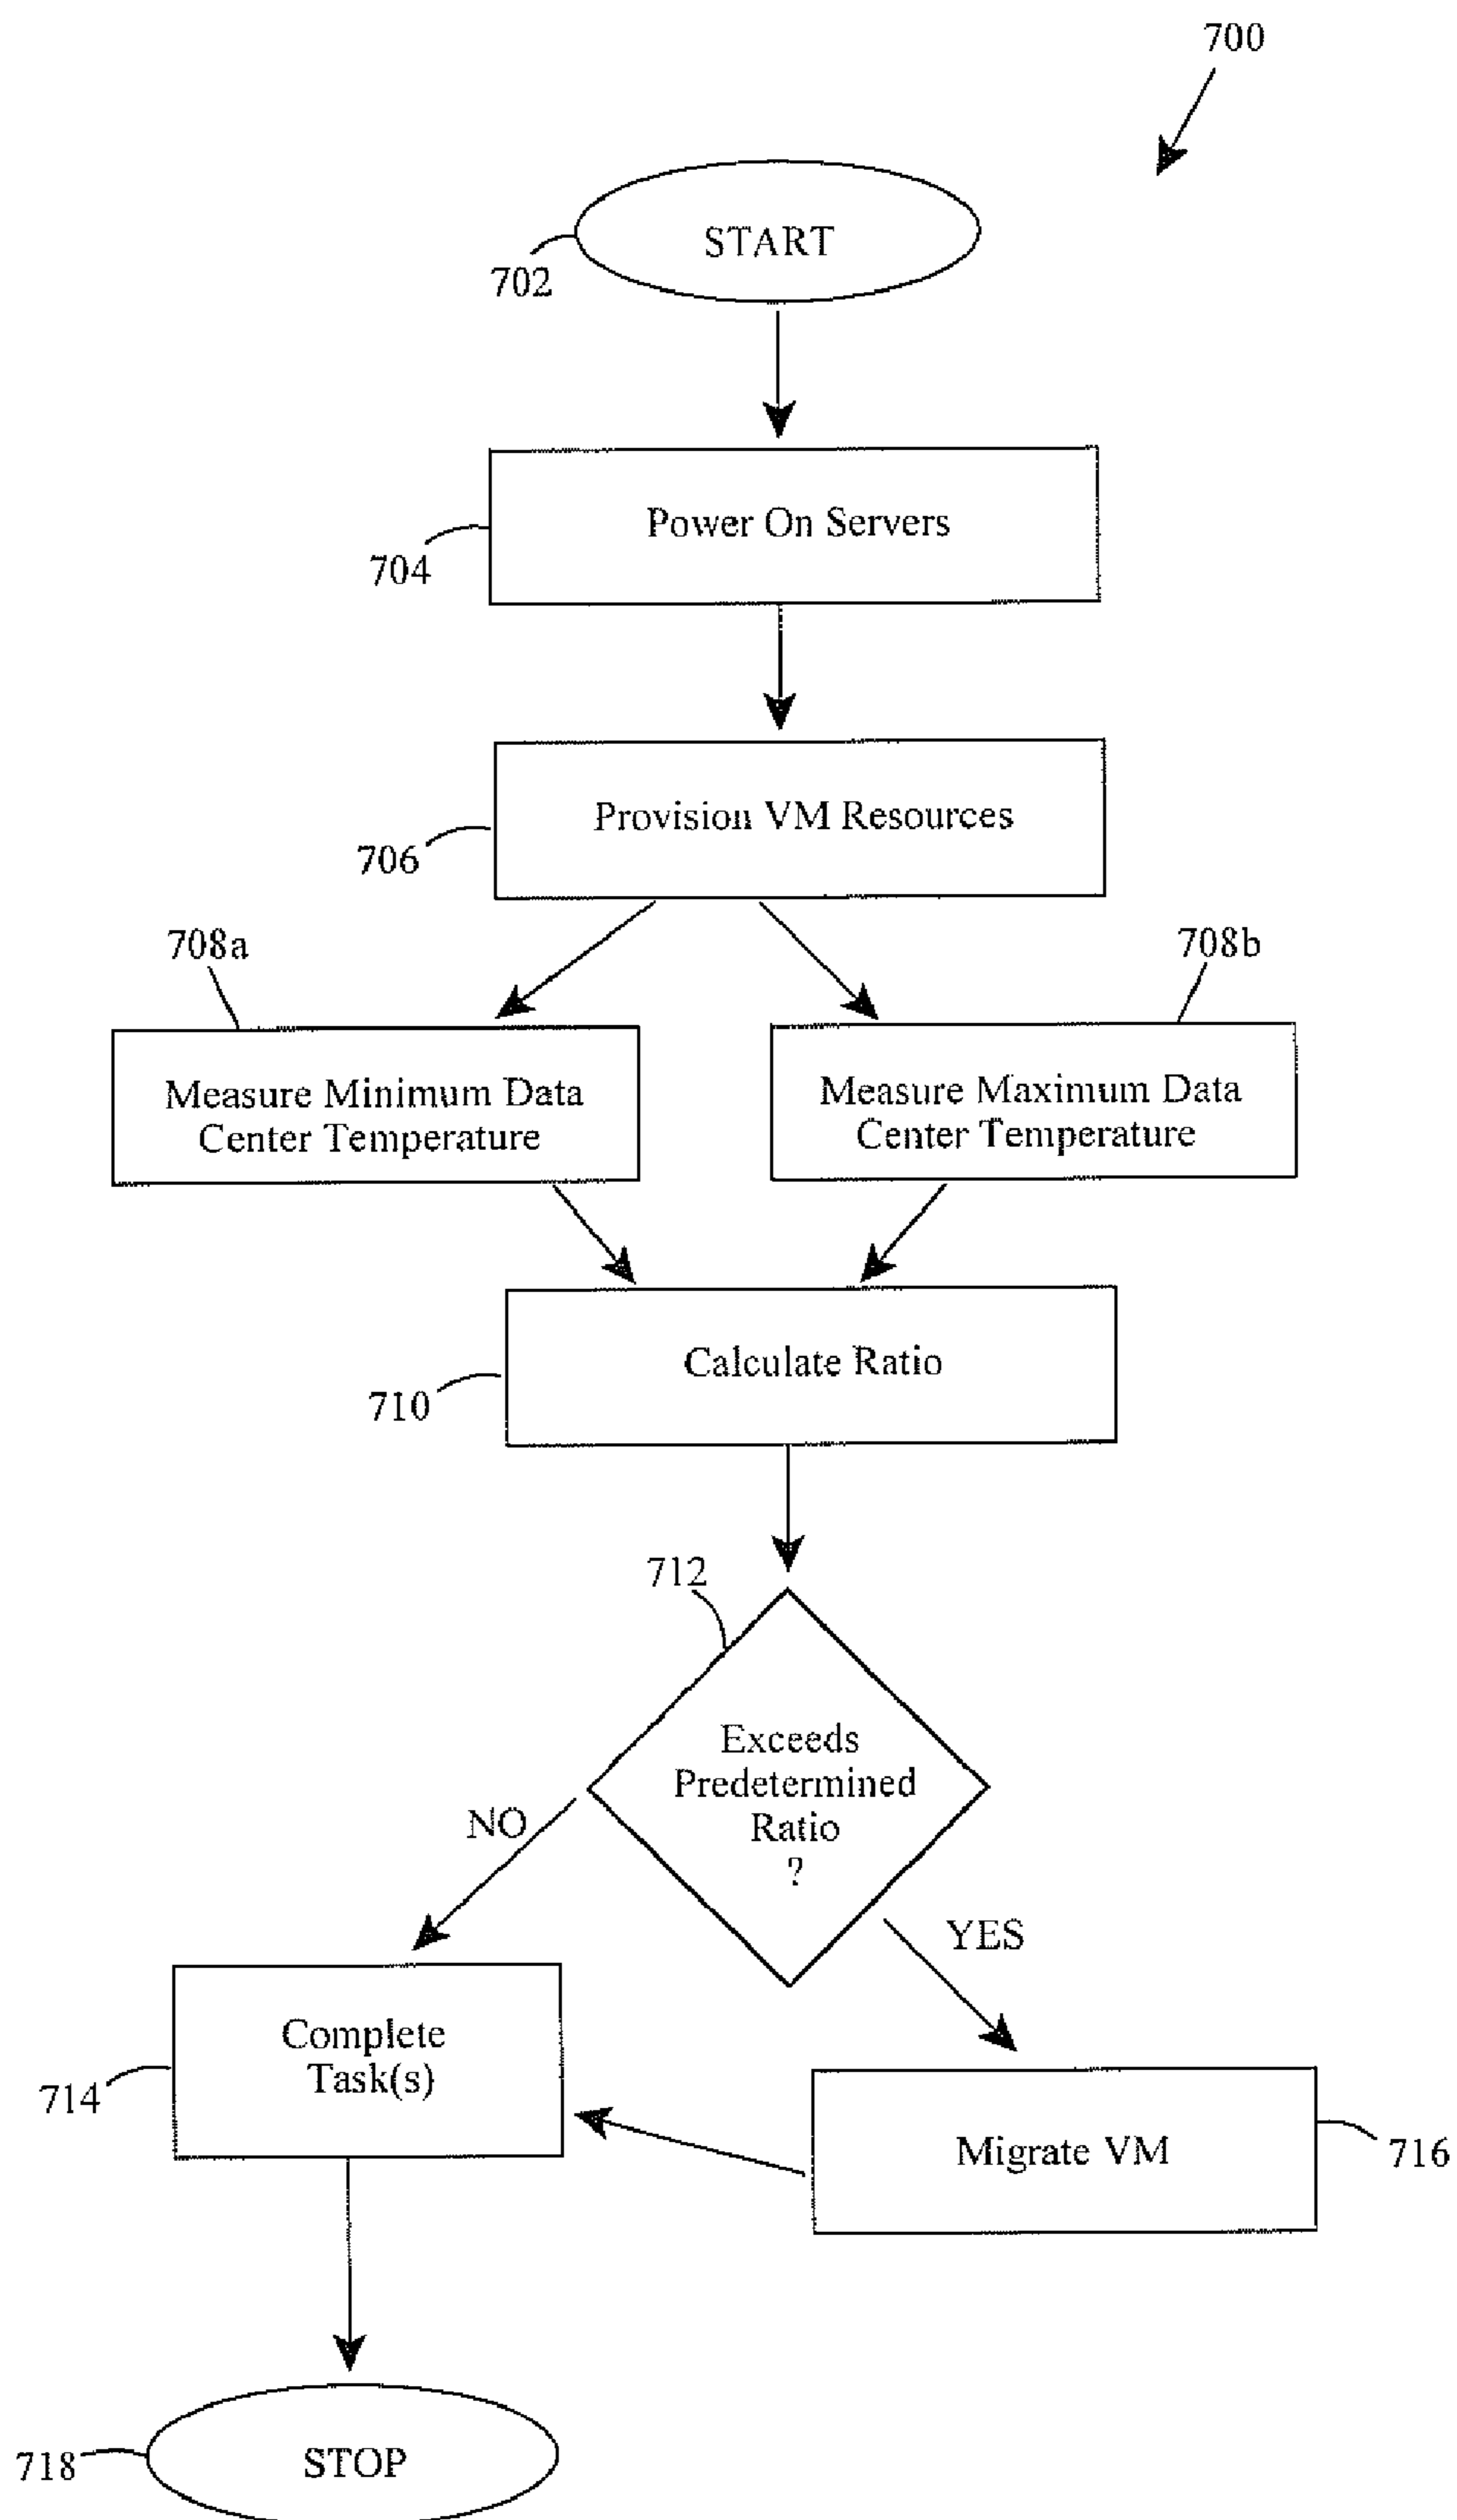 700
START
702
Power On Servers
704
Provision VM Resources
706
708a
708b
Measure Minimum Data
Center Temperature
Measure Maximum Data
Center Temperature
Calculate Ratio
710
712
Exceeds
Predetermined
Ratio
?
NO
YES
Complete
Task(s)
714
Migrate VM
716
STOP
718